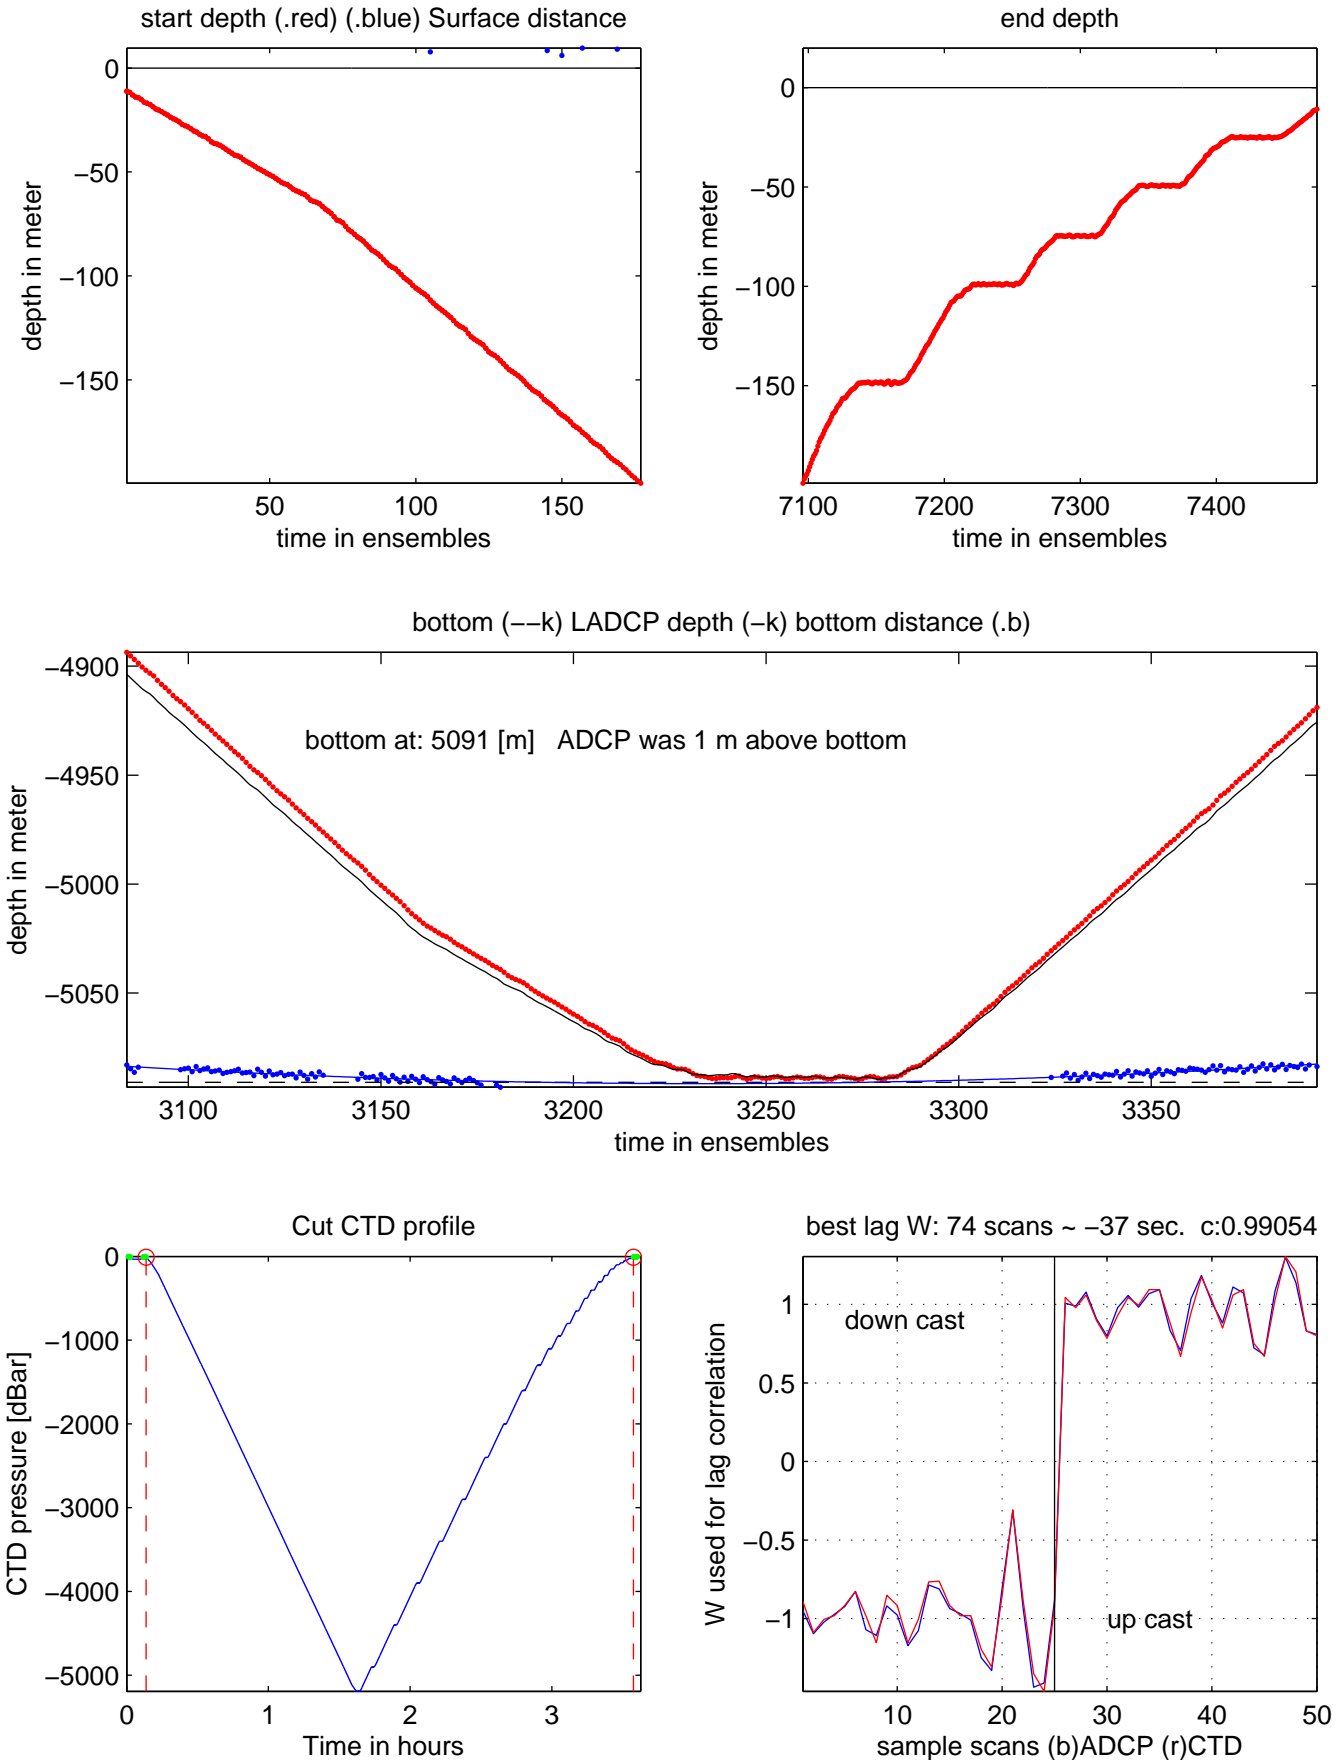 start depth (.red) (.blue) Surface distance
0
−50
−100
−150
depth in meter
50
100
150
time in ensembles
end depth
0
−50
−100
−150
depth in meter
7100
7200
7300
7400
time in ensembles
bottom (−−k) LADCP depth (−k) bottom distance (.b)
−4900
−4950
−5000
−5050
depth in meter
bottom at: 5091 [m] ADCP was 1 m above bottom
3100
3150
3200
3250
3300
3350
time in ensembles
Cut CTD profile
0
−1000
−2000
−3000
−4000
−5000
CTD pressure [dBar]
0
1
2
3
Time in hours
best lag W: 74 scans ~ −37 sec. c:0.99054
1
0.5
0
−0.5
−1
W used for lag correlation
down cast
up cast
10
20
30
40
50
sample scans (b)ADCP (r)CTD